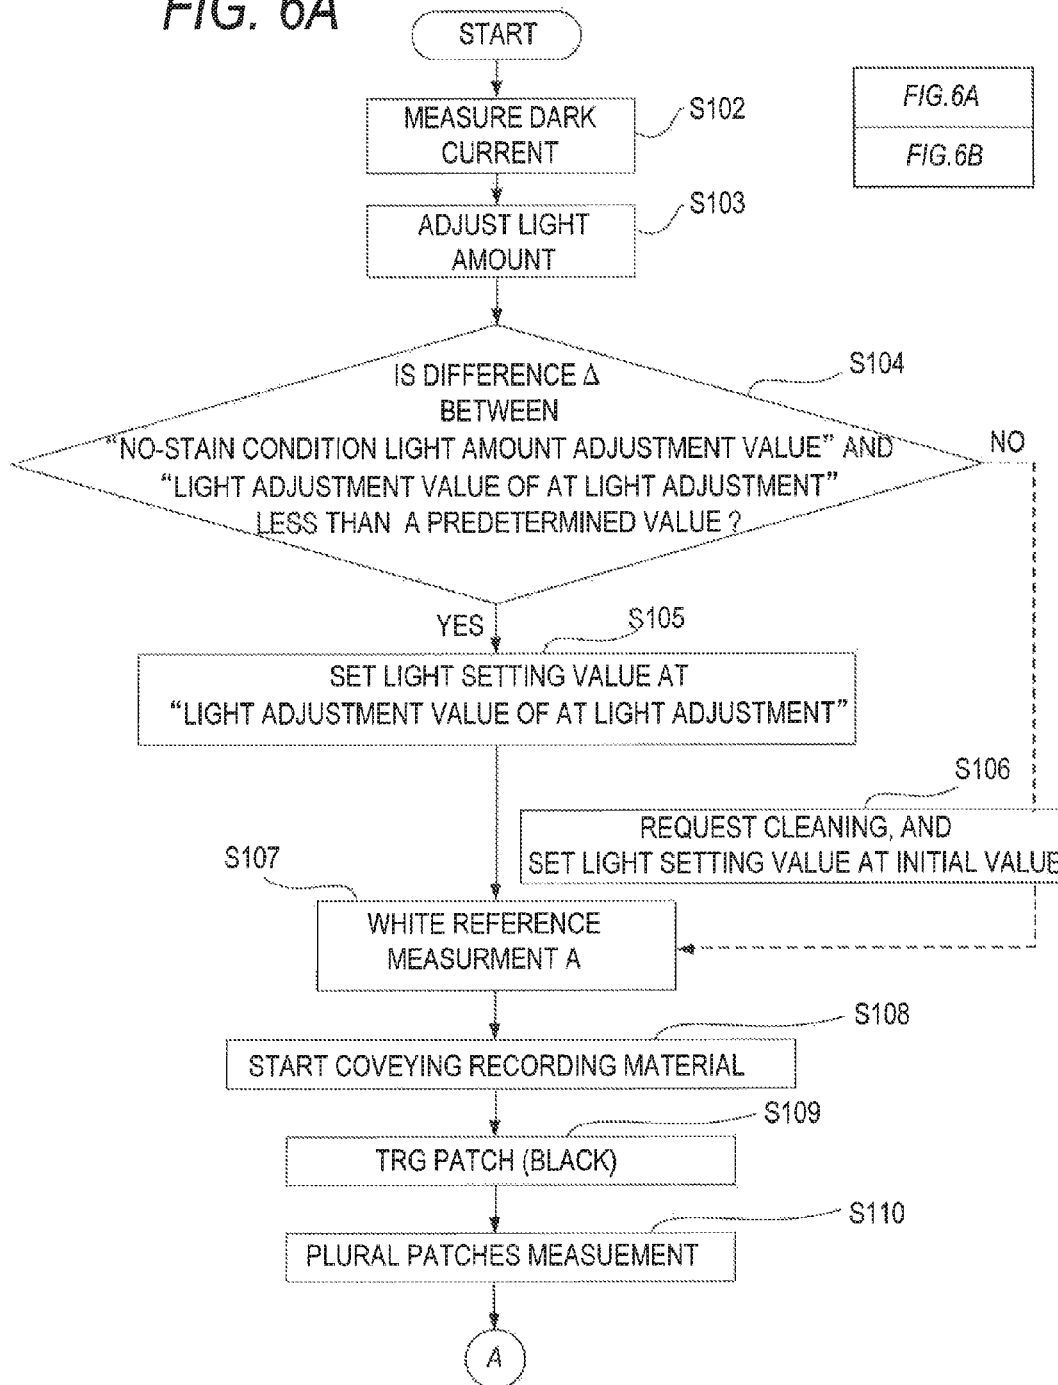 FIG. 6A
START
FIG.6A
FIG.6B
MEASURE DARK
CURRENT
S102
ADJUST LIGHT
AMOUNT
S103
IS DIFFERENCE Δ
BETWEEN
“NO-STAIN CONDITION LIGHT AMOUNT ADJUSTMENT VALUE” AND
“LIGHT ADJUSTMENT VALUE OF AT LIGHT ADJUSTMENT”
LESS THAN A PREDETERMINED VALUE ?
S104
NO
YES
S105
SET LIGHT SETTING VALUE AT
“LIGHT ADJUSTMENT VALUE OF AT LIGHT ADJUSTMENT”
S106
REQUEST CLEANING, AND
SET LIGHT SETTING VALUE AT INITIAL VALUE
S107
WHITE REFERENCE
MEASURMENT A
S108
START COVEYING RECORDING MATERIAL
S109
TRG PATCH (BLACK)
S110
PLURAL PATCHES MEASUEMENT
A